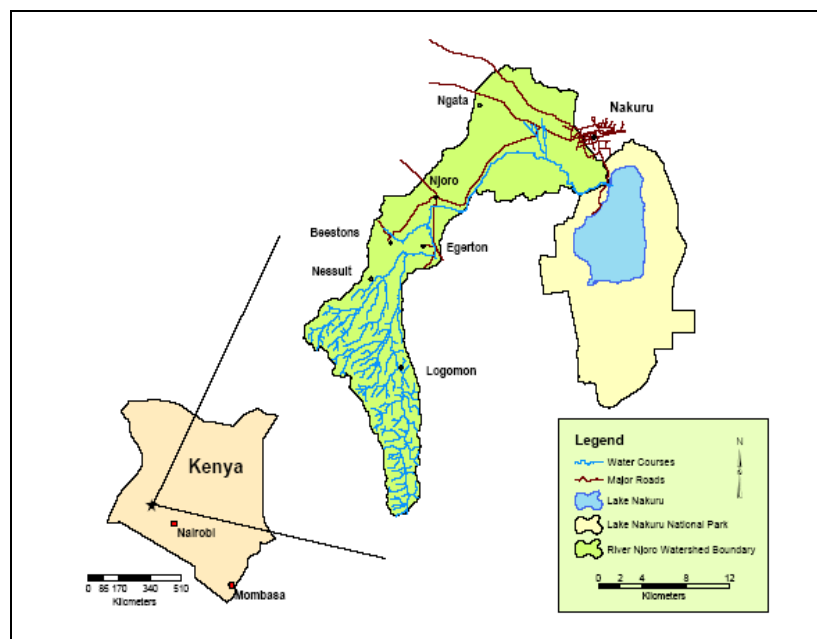 Ngata
Nakuru
Njoro
Beestons
Egerton
Nessuit
Logomon
Kenya
Nairobi
Mombasa
0 85 170 340 510
Kilometers
Legend
N
Water Courses
Major Roads
Lake Nakuru
Lake Nakuru National Park
River Njoro Watershed Boundary
0 2 4 8 12
Kilometers